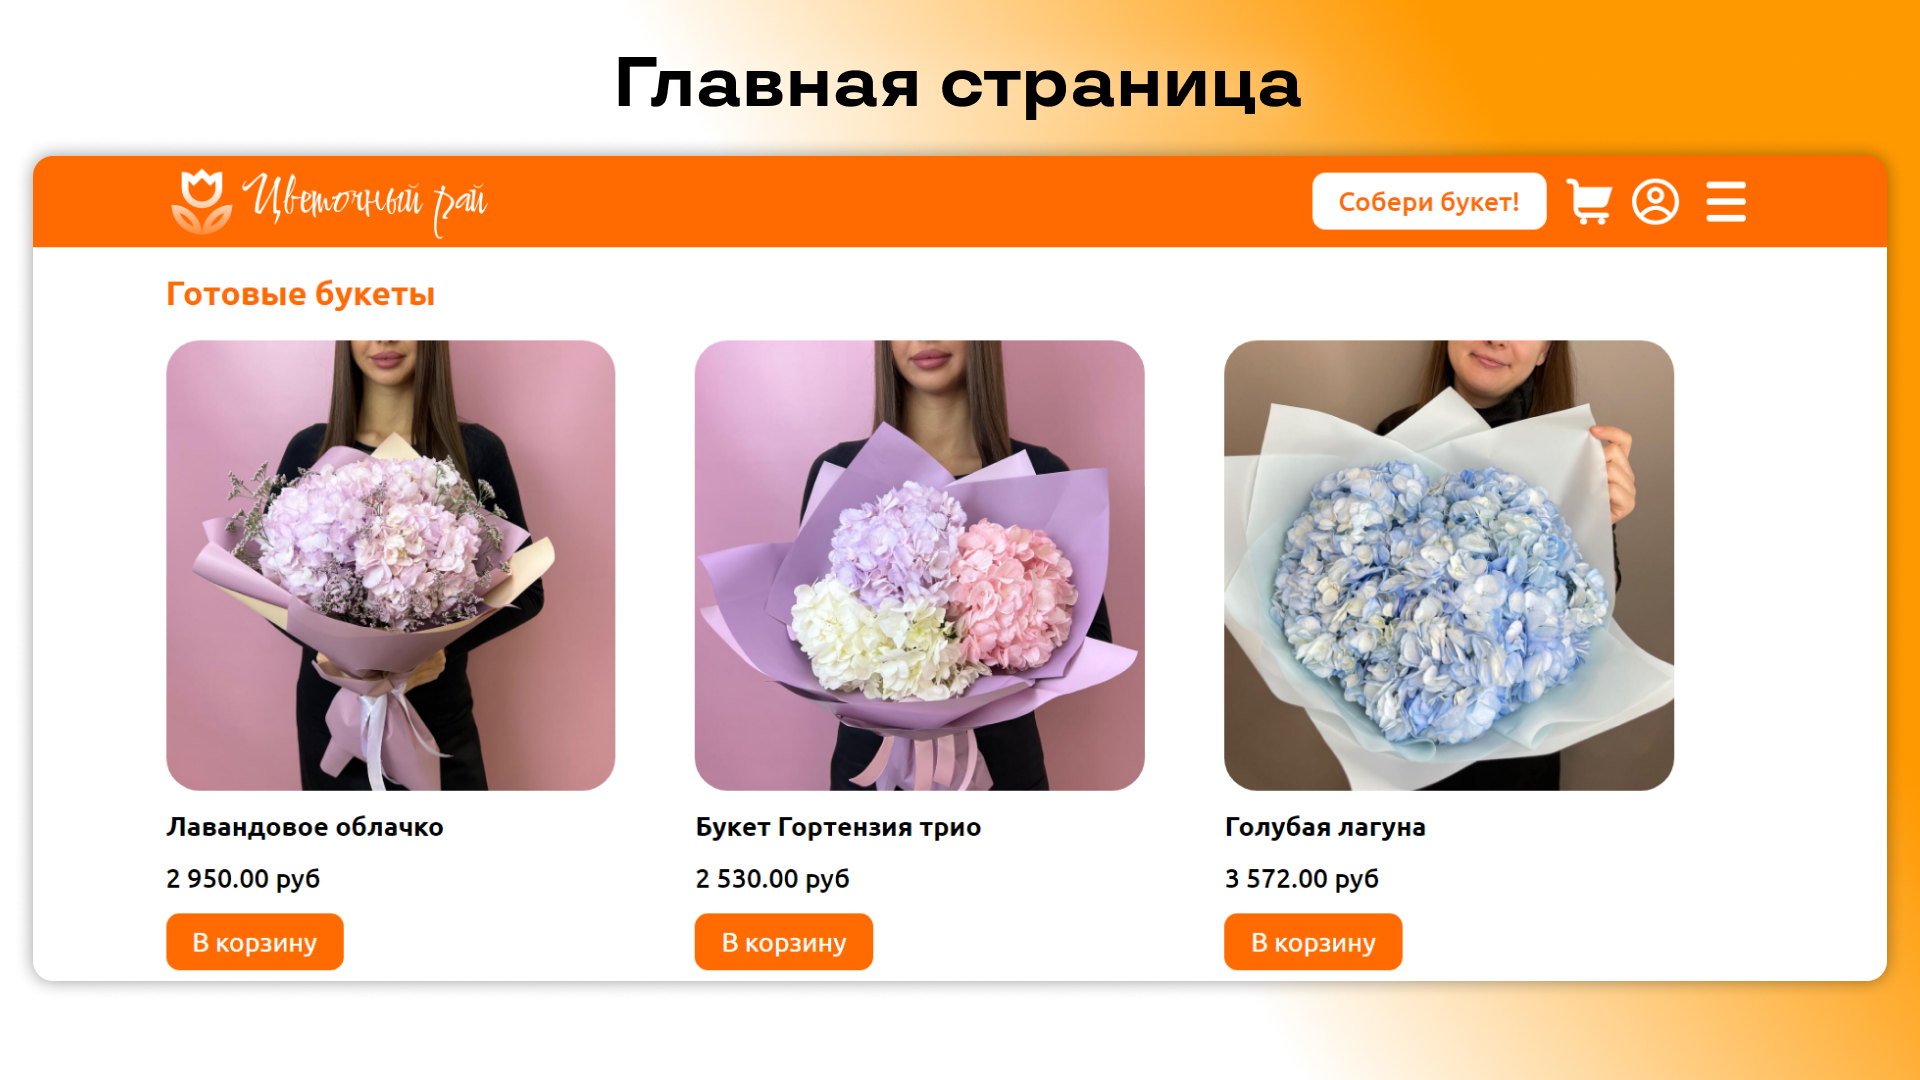 Главная страница
Цветочный рай
Собери букет!
Готовые букеты
Лавандовое облачко
Букет Гортензия трио
Голубая лагуна
2 950.00 руб
2 530.00 руб
3 572.00 руб
В корзину
В корзину
В корзину